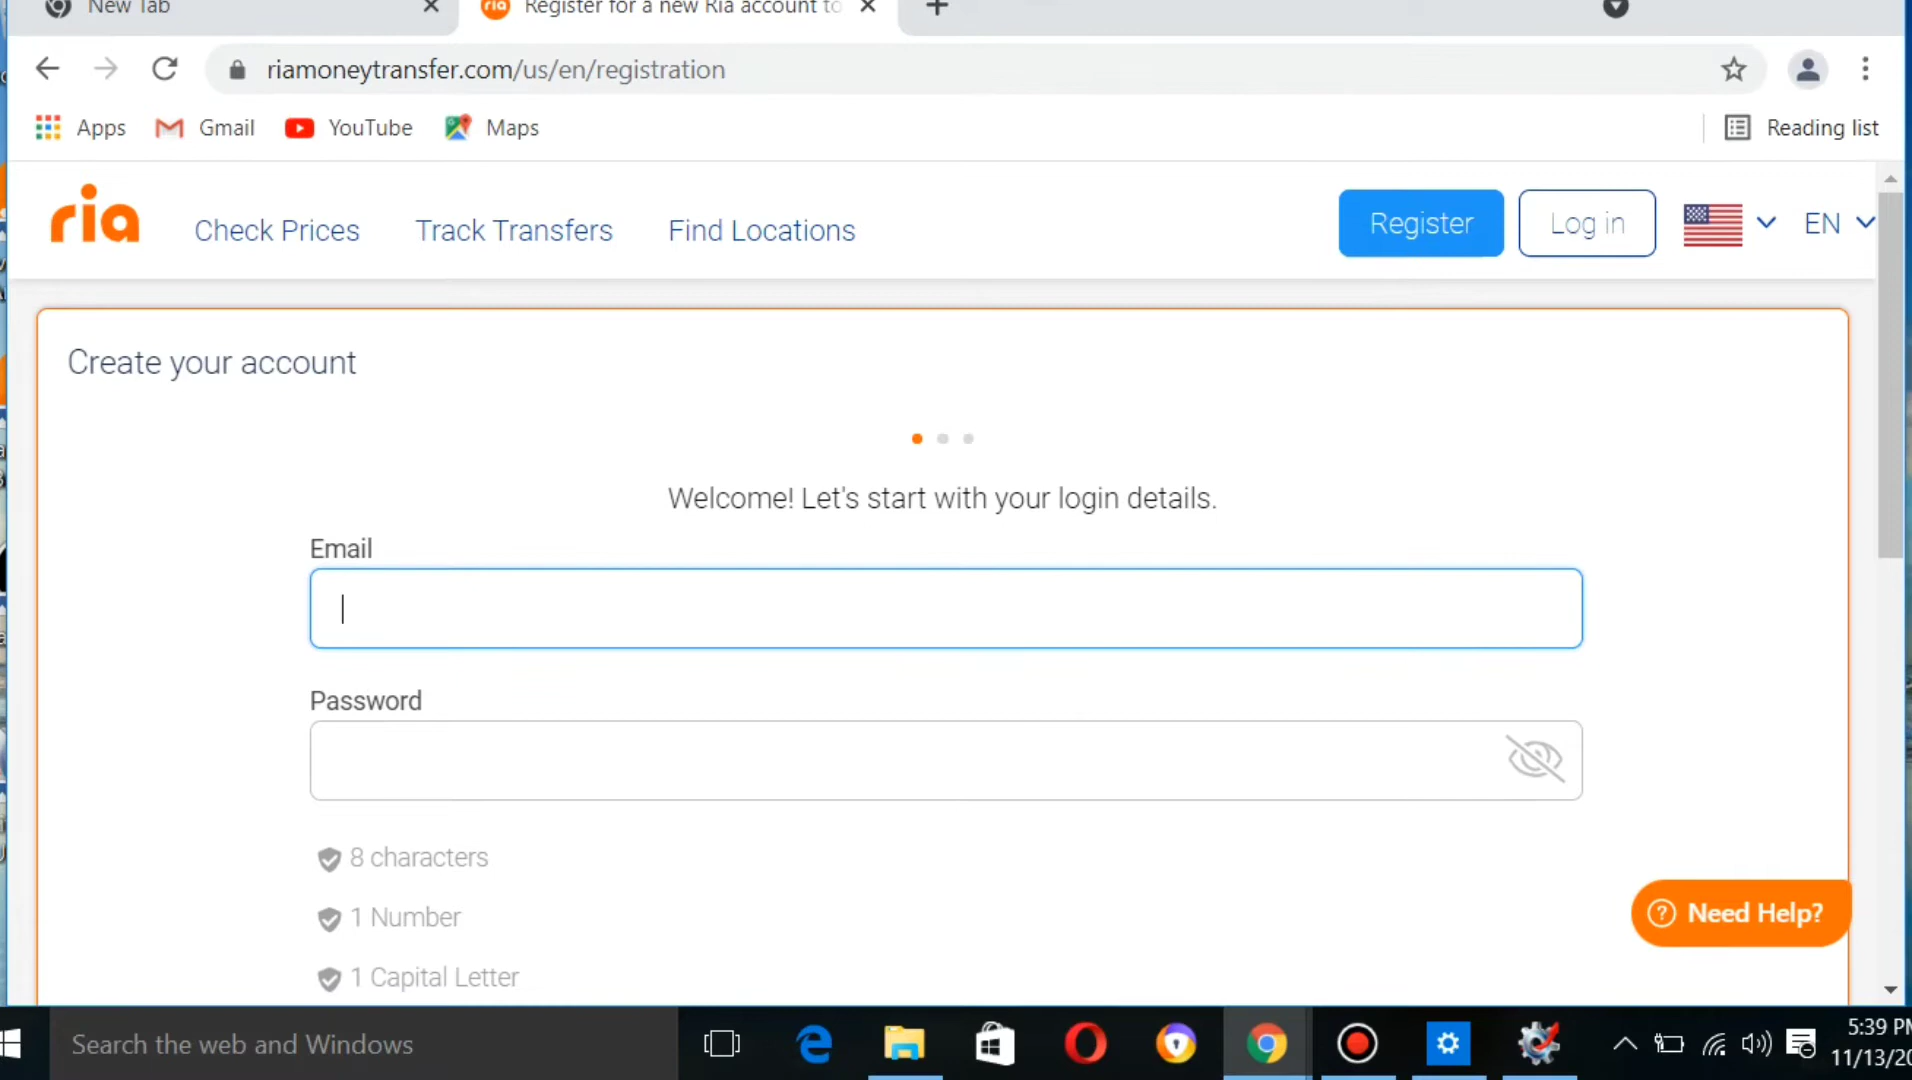 New Tab
ria Register for a new Ria account to
riamoneytransfer.com/us/en/registration
Apps Gmail YouTube Maps Reading list
ria Check Prices Track Transfers Find Locations Register Log in EN
Create your account
Welcome! Let's start with your login details.
Email
Password
8 characters
1 Number
1 Capital Letter
Need Help?
Search the web and Windows
5:39 PM
11/13/20